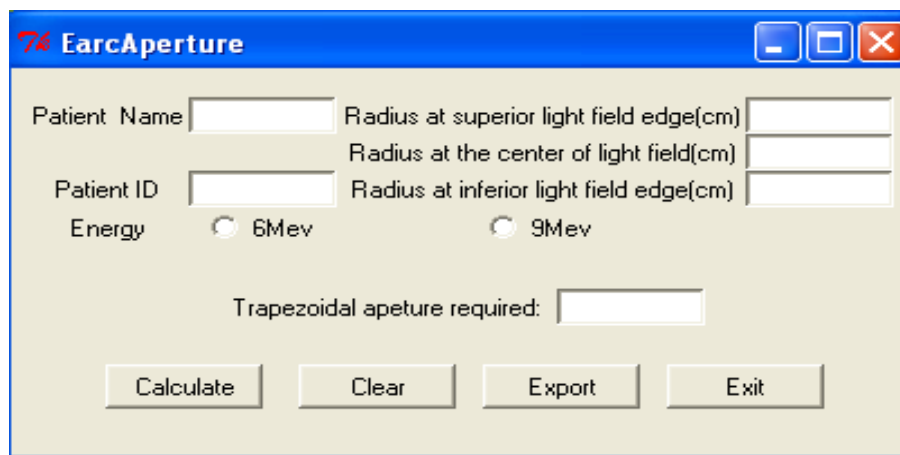 7% EarcAperture
Patient  Name Radius at superior light field edge(cm)
Radius at the center of light field(cm)
Patient ID Radius at inferior light field edge(cm)
Energy 6Mev 9Mev
Trapezoidal apeture required:
Calculate Clear Export Exit